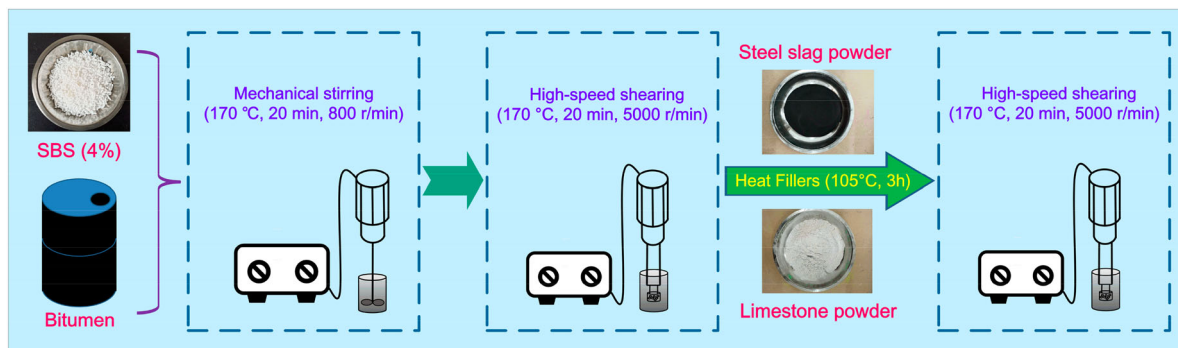 SBS (4%)
Bitumen
Mechanical stirring
(170 ℃, 20 min, 800 r/min)
High-speed shearing
(170 °C, 20 min, 5000 r/min)
Steel slag powder
Heat Fillers (105°C, 3h)
Limestone powder
High-speed shearing
(170 °C, 20 min, 5000 r/min)